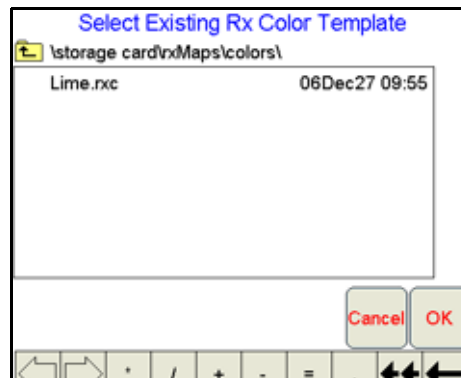 Select Existing Rx Color Template
\storage card\rxMaps\colors\
Lime.rxc 06Dec27 09:55
Cancel OK
* / + - =